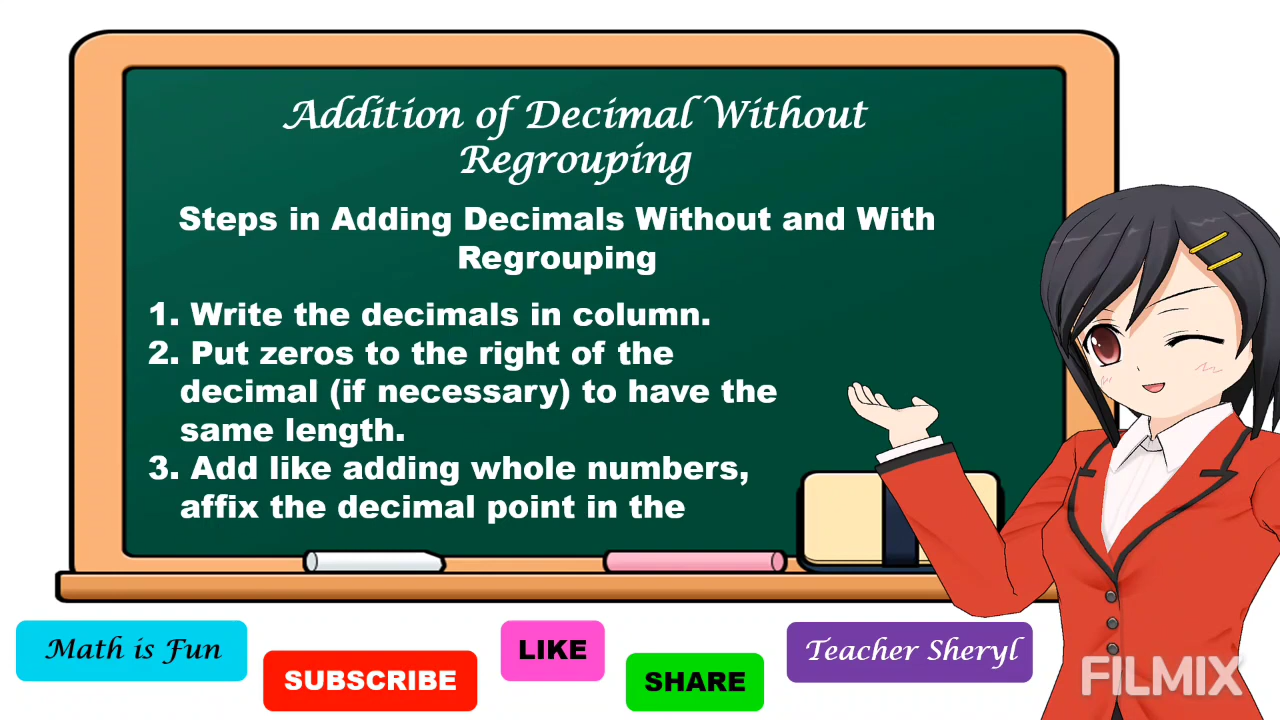 Addition of Decimal Without
Regrouping
Steps in Adding Decimals Without and With
Regrouping
1. Write the decimals in column.
2. Put zeros to the right of the
decimal (if necessary) to have the
same length.
3. Add like adding whole numbers,
affix the decimal point in the
Math is Fun
SUBSCRIBE
LIKE
SHARE
Teacher Sheryl
FILMIX